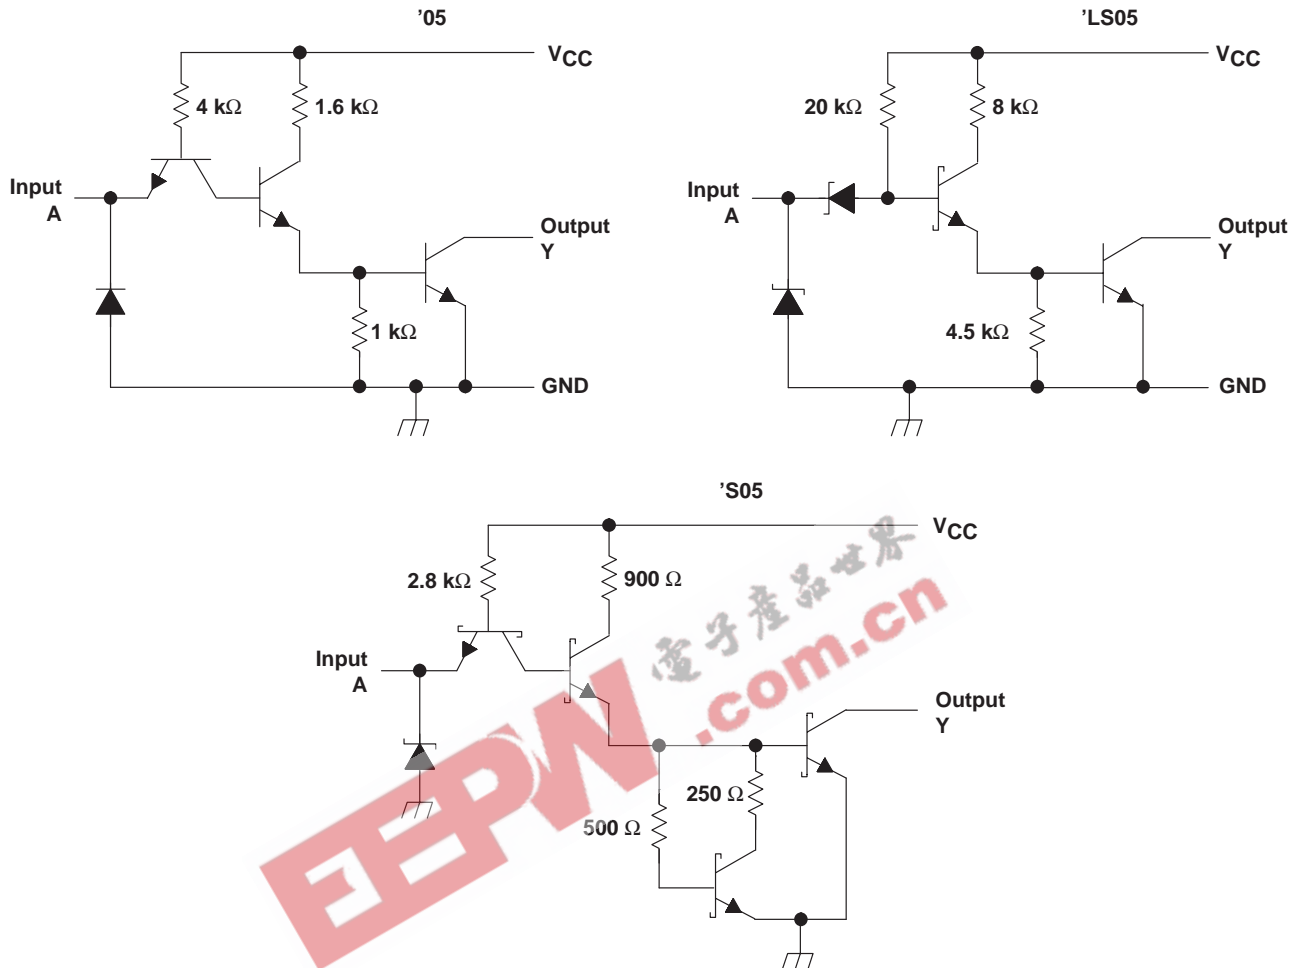 '05
VCC
4 kΩ
1.6 kΩ
Input
A
Output
Y
1 kΩ
GND
'LS05
VCC
20 kΩ
8 kΩ
Input
A
Output
Y
4.5 kΩ
GND
'S05
VCC
2.8 kΩ
900 Ω
Input
A
Output
Y
250 Ω
500 Ω
EEPW
.com.cn
電子產品世界